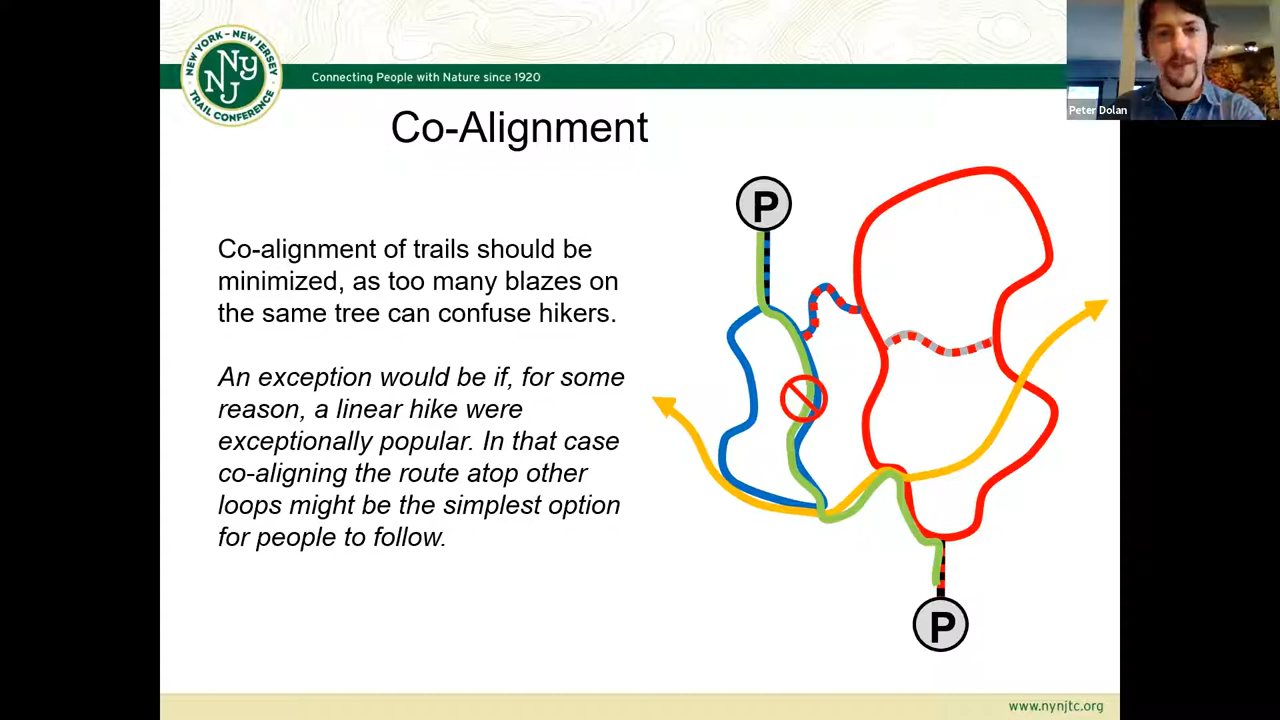 NEW YORK - NEW JERSEY
NY
NJ
TRAIL CONFERENCE
Connecting People with Nature since 1920
Peter Dolan
Co-Alignment
Co-alignment of trails should be
minimized, as too many blazes on
the same tree can confuse hikers.
An exception would be if, for some
reason, a linear hike were
exceptionally popular. In that case
co-aligning the route atop other
loops might be the simplest option
for people to follow.
P
P
www.nynjtc.org